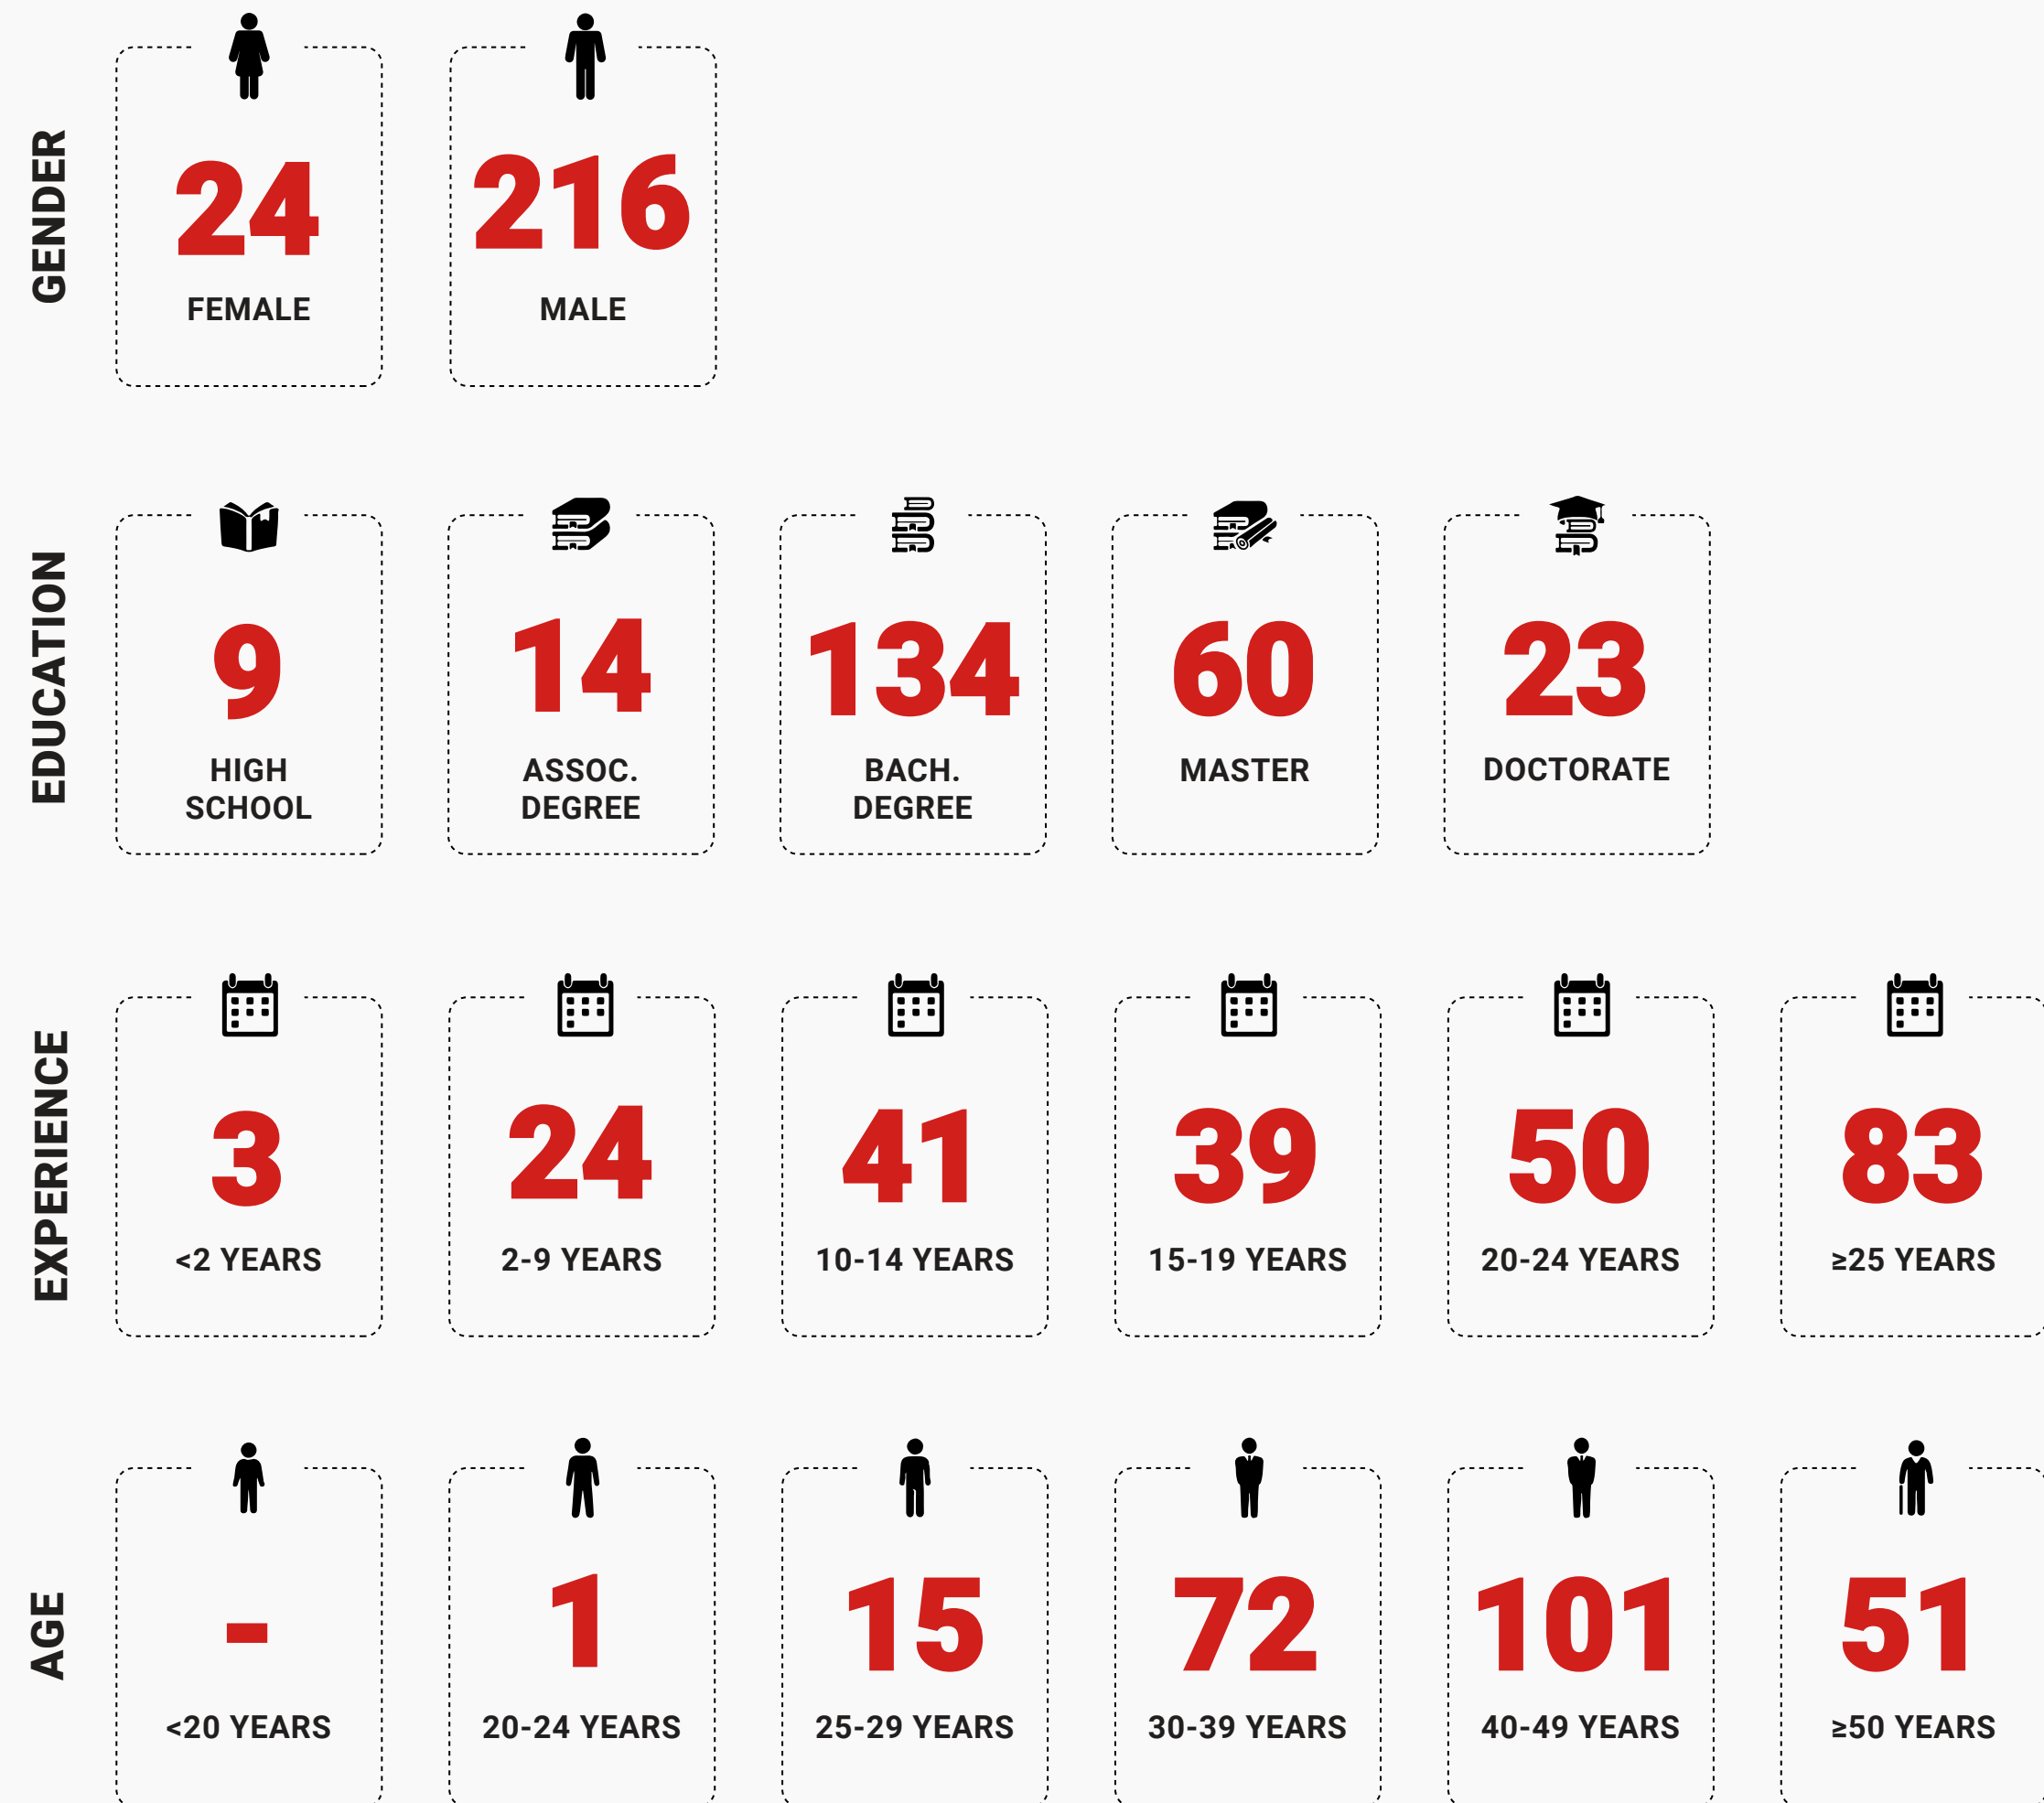 GENDER
24
FEMALE
216
MALE
EDUCATION
9
HIGH
SCHOOL
14
ASSOC.
DEGREE
134
BACH.
DEGREE
60
MASTER
23
DOCTORATE
EXPERIENCE
3
<2 YEARS
24
2-9 YEARS
41
10-14 YEARS
39
15-19 YEARS
50
20-24 YEARS
83
≥25 YEARS
AGE
-
<20 YEARS
1
20-24 YEARS
15
25-29 YEARS
72
30-39 YEARS
101
40-49 YEARS
51
≥50 YEARS